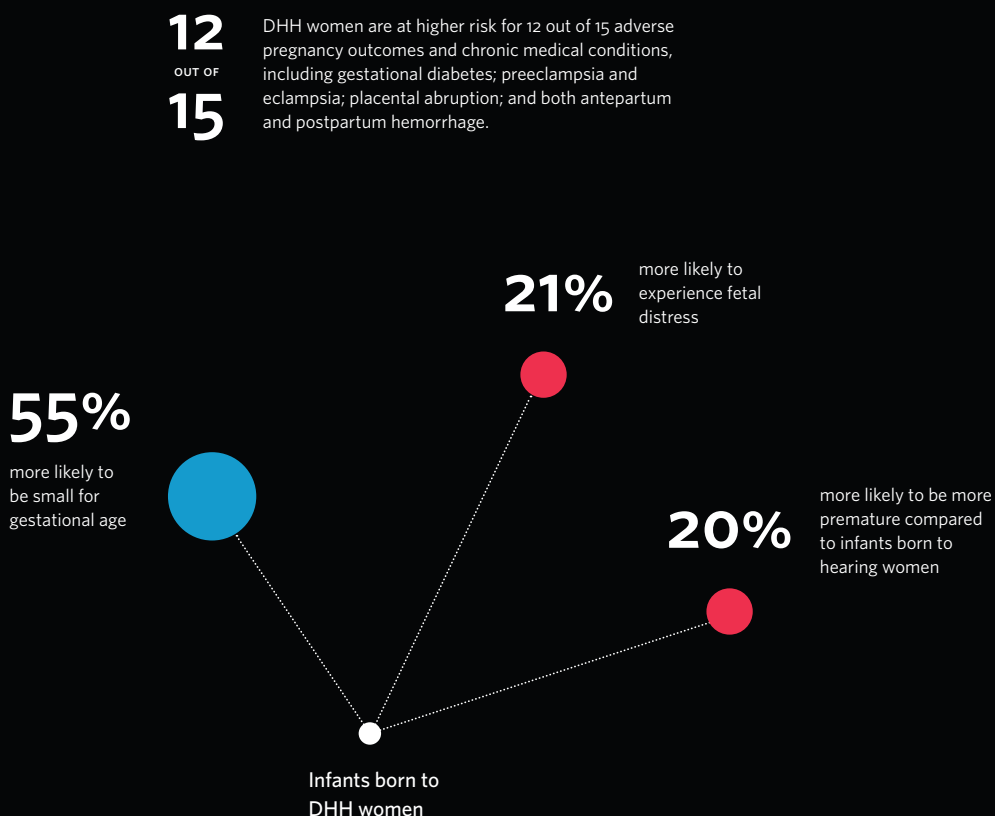 12
OUT OF
15
DHH women are at higher risk for 12 out of 15 adverse
pregnancy outcomes and chronic medical conditions,
including gestational diabetes; preeclampsia and
eclampsia; placental abruption; and both antepartum
and postpartum hemorrhage.
21%
more likely to
experience fetal
distress
55%
more likely to
be small for
gestational age
20%
more likely to be more
premature compared
to infants born to
hearing women
Infants born to
DHH women